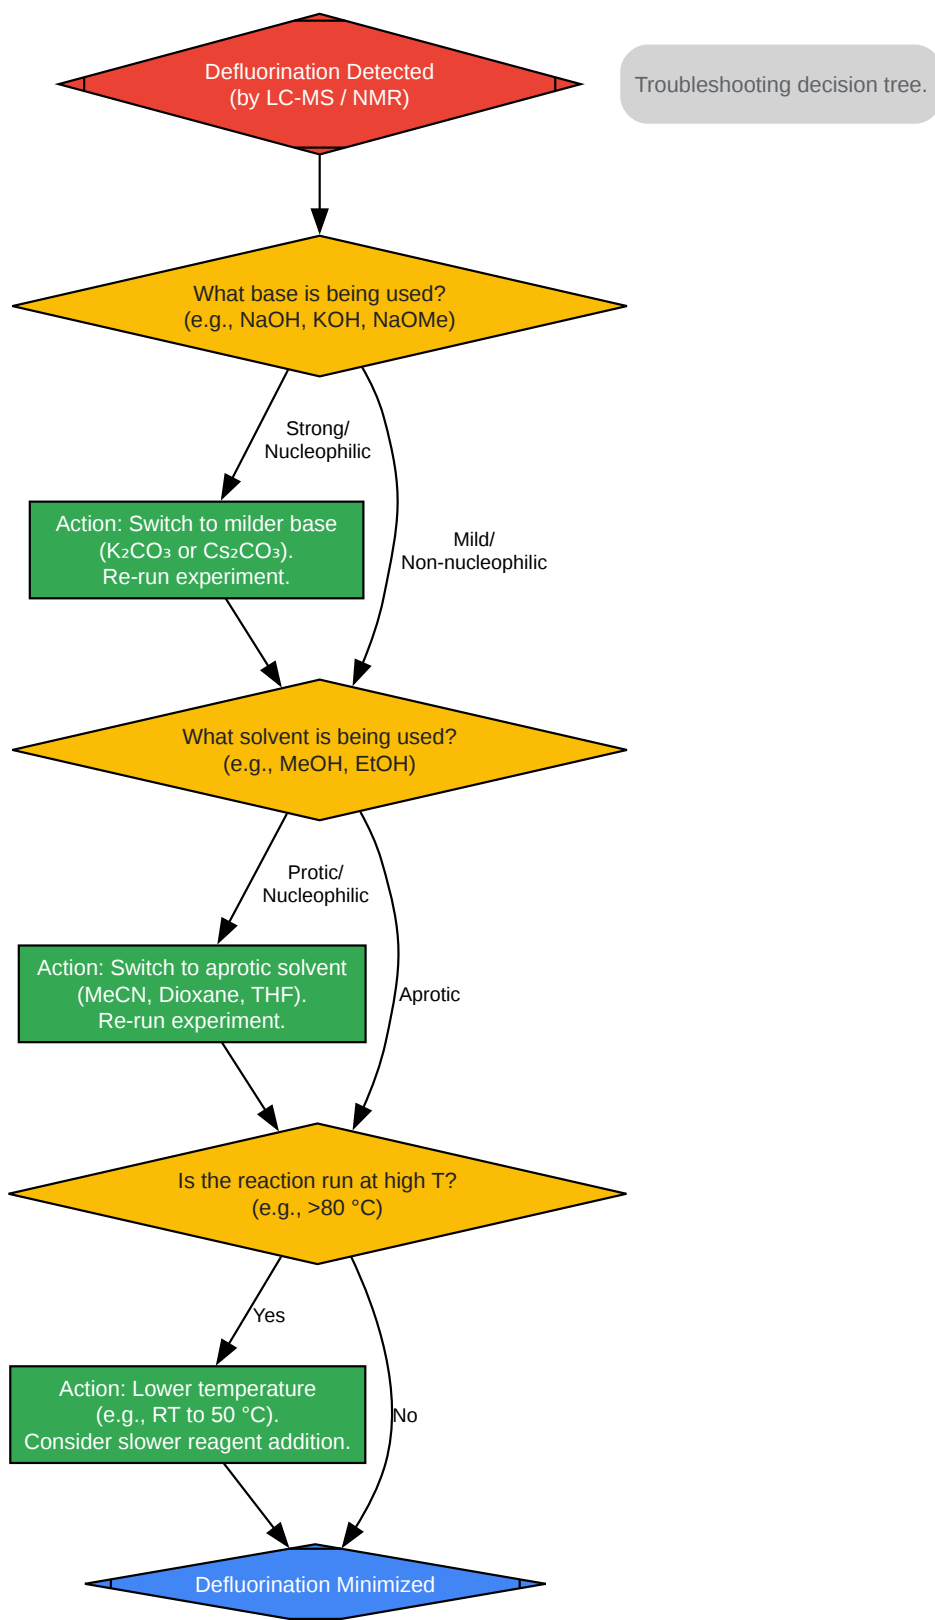 Defluorination Detected
(by LC-MS / NMR)
Troubleshooting decision tree.
What base is being used?
(e.g., NaOH, KOH, NaOMe)
Strong/
Nucleophilic
Mild/
Non-nucleophilic
Action: Switch to milder base
(K₂CO₃ or Cs₂CO₃).
Re-run experiment.
What solvent is being used?
(e.g., MeOH, EtOH)
Protic/
Nucleophilic
Aprotic
Action: Switch to aprotic solvent
(MeCN, Dioxane, THF).
Re-run experiment.
Is the reaction run at high T?
(e.g., >80 °C)
Yes
No
Action: Lower temperature
(e.g., RT to 50 °C).
Consider slower reagent addition.
Defluorination Minimized